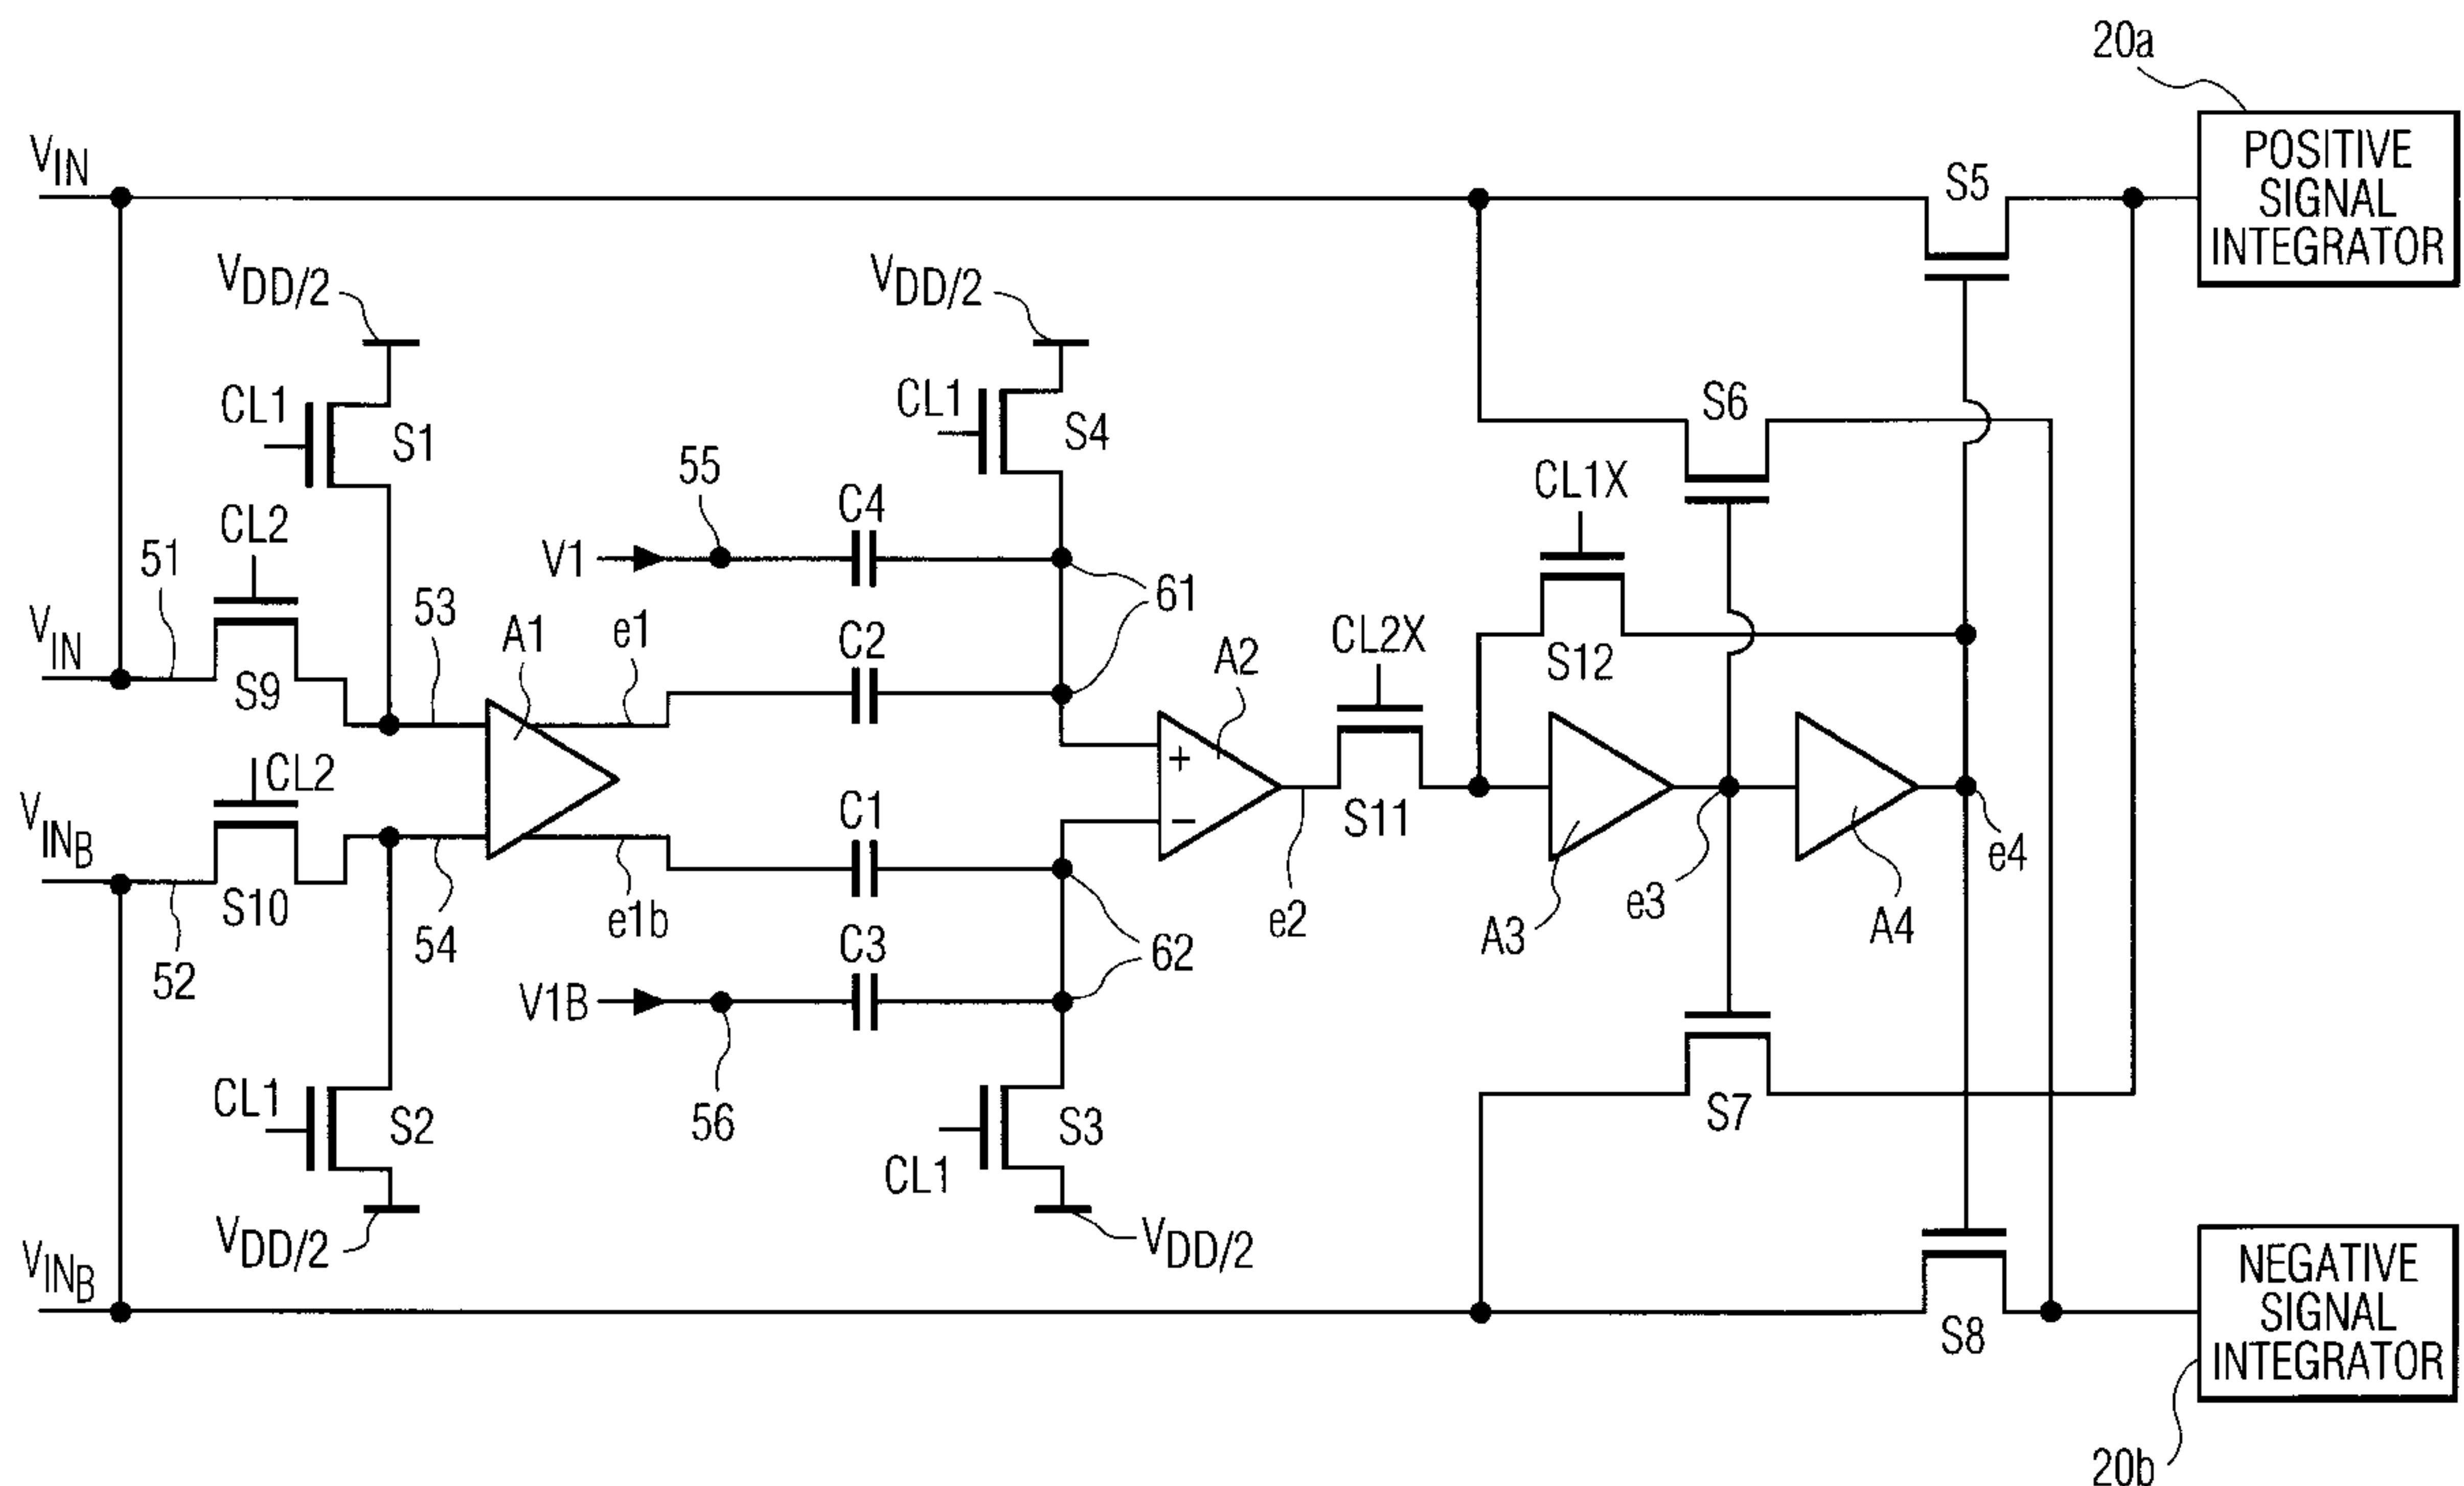 20a
VIN
POSITIVE
SIGNAL
INTEGRATOR
S5
VDD/2
VDD/2
CL1
S1
CL1
S4
S6
55
C4
CL1X
CL2
51
V1
53
A1
e1
61
VIN
S9
C2
CL2X
A2
S12
CL2
+
VINB
C1
S11
−
e4
S10
e1b
e2
e3
A3
A4
52
54
C3
62
V1B
CL1
S2
56
S3
S7
CL1
VDD/2
VDD/2
VINB
NEGATIVE
SIGNAL
INTEGRATOR
S8
20b